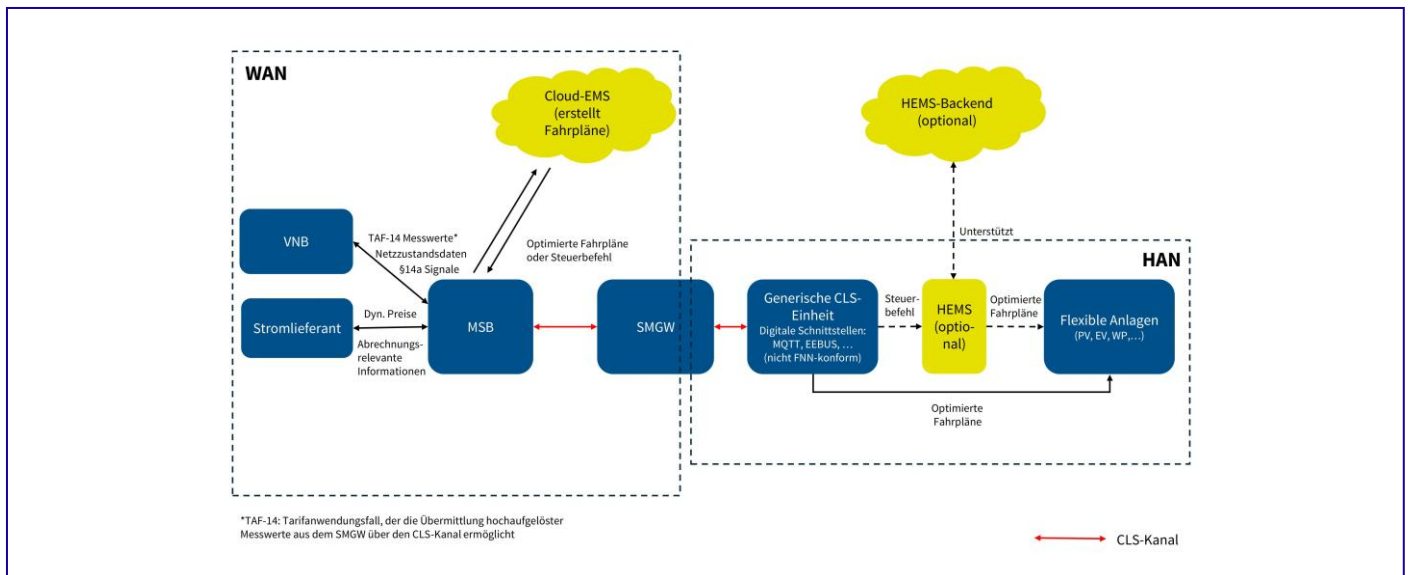 WAN
Cloud-EMS
(erstellt
Fahrpläne)
HEMS-Backend
(optional)
VNB
TAF-14 Messwerte*
Netzzustandsdaten
§14a Signale
Optimierte Fahrpläne
oder Steuerbefehl
Unterstützt
HAN
Stromlieferant
Dyn. Preise
Abrechnungs-
relevante
Informationen
MSB
SMGW
Generische CLS-
Einheit
Digitale Schnittstellen:
MQTT, EEBUS, ...
(nicht FNN-konform)
Steuer-
befehl
HEMS
(optio-
nal)
Optimierte
Fahrpläne
Flexible Anlagen
(PV, EV, WP,...)
Optimierte
Fahrpläne
*TAF-14: Tarifanwendungsfall, der die Übermittlung hochaufgelöster
Messwerte aus dem SMGW über den CLS-Kanal ermöglicht
CLS-Kanal